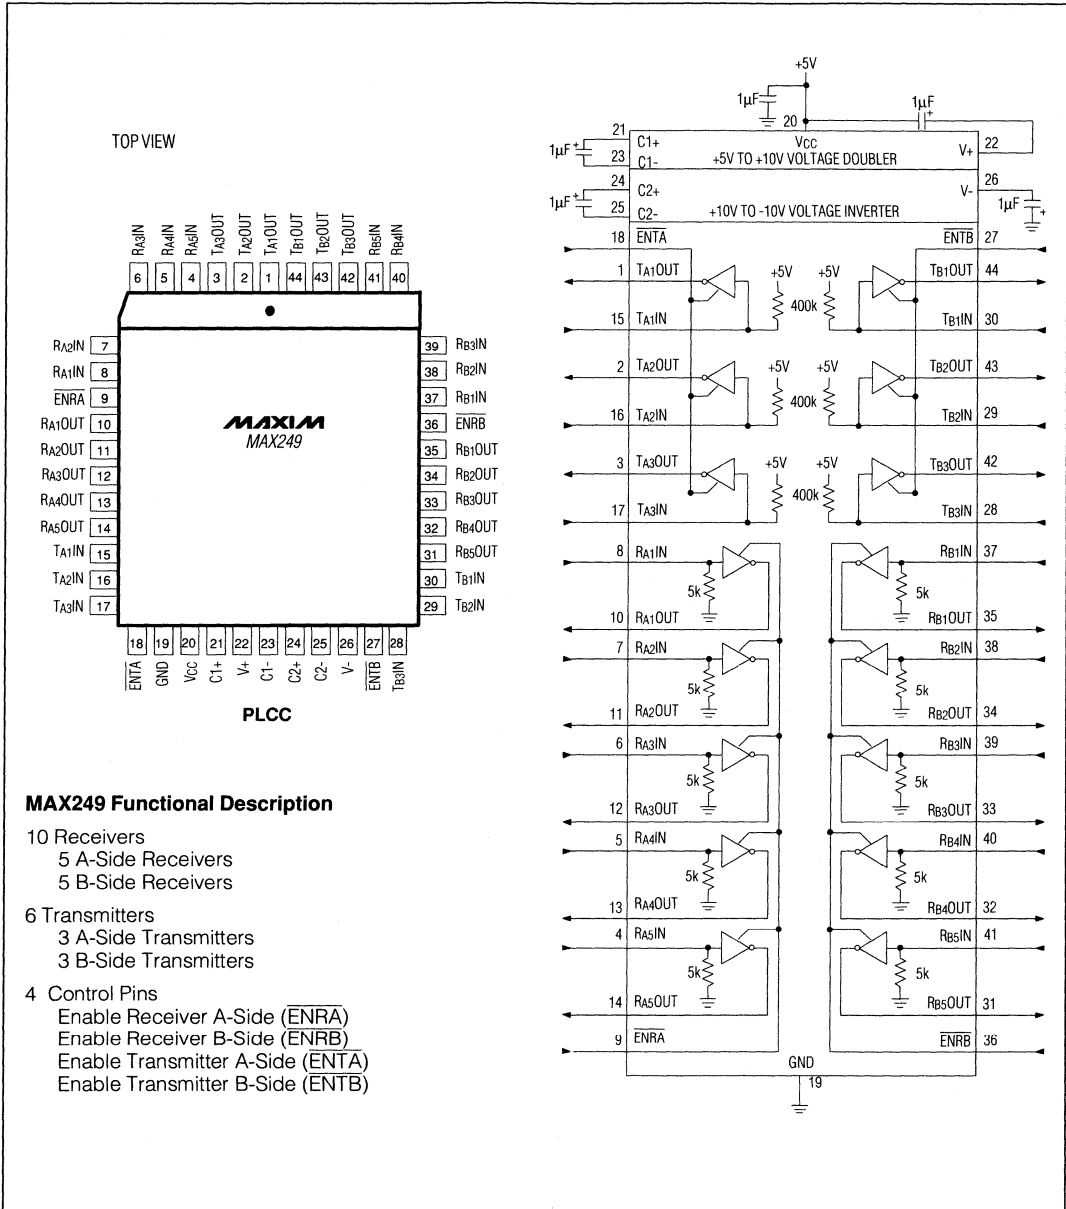 TOP VIEW
RA3IN RA4IN RA5IN TA3OUT TA2OUT TA1OUT TB1OUT TB2OUT TB3OUT RB5IN RB4IN
6 5 4 3 2 1 44 43 42 41 40
RA2IN 7
RA1IN 8
ENRA 9
RA1OUT 10
RA2OUT 11
RA3OUT 12
RA4OUT 13
RA5OUT 14
TA1IN 15
TA2IN 16
TA3IN 17
MAXIM
MAX249
39 RB3IN
38 RB2IN
37 RB1IN
36 ENRB
35 RB1OUT
34 RB2OUT
33 RB3OUT
32 RB4OUT
31 RB5OUT
30 TB1IN
29 TB2IN
18 19 20 21 22 23 24 25 26 27 28
ENTA GND VCC C1+ V+ C1- C2+ C2- V- ENTB TB3IN
PLCC
MAX249 Functional Description
10 Receivers
5 A-Side Receivers
5 B-Side Receivers
6 Transmitters
3 A-Side Transmitters
3 B-Side Transmitters
4 Control Pins
Enable Receiver A-Side (ENRA)
Enable Receiver B-Side (ENRB)
Enable Transmitter A-Side (ENTA)
Enable Transmitter B-Side (ENTB)
+5V
1µF 1µF +
20
21 C1+ VCC V+ 22
1µF +
23 C1- +5V TO +10V VOLTAGE DOUBLER
24 C2+ V- 26
1µF + 1µF +
25 C2- +10V TO -10V VOLTAGE INVERTER
18 ENTA ENTB 27
1 TA1OUT +5V +5V TB1OUT 44
400k
15 TA1IN TB1IN 30
2 TA2OUT +5V +5V TB2OUT 43
400k
16 TA2IN TB2IN 29
3 TA3OUT +5V +5V TB3OUT 42
400k
17 TA3IN TB3IN 28
8 RA1IN RB1IN 37
5k 5k
10 RA1OUT RB1OUT 35
7 RA2IN RB2IN 38
5k 5k
11 RA2OUT RB2OUT 34
6 RA3IN RB3IN 39
5k 5k
12 RA3OUT RB3OUT 33
5 RA4IN RB4IN 40
5k 5k
13 RA4OUT RB4OUT 32
4 RA5IN RB5IN 41
5k 5k
14 RA5OUT RB5OUT 31
9 ENRA ENRB 36
GND
19